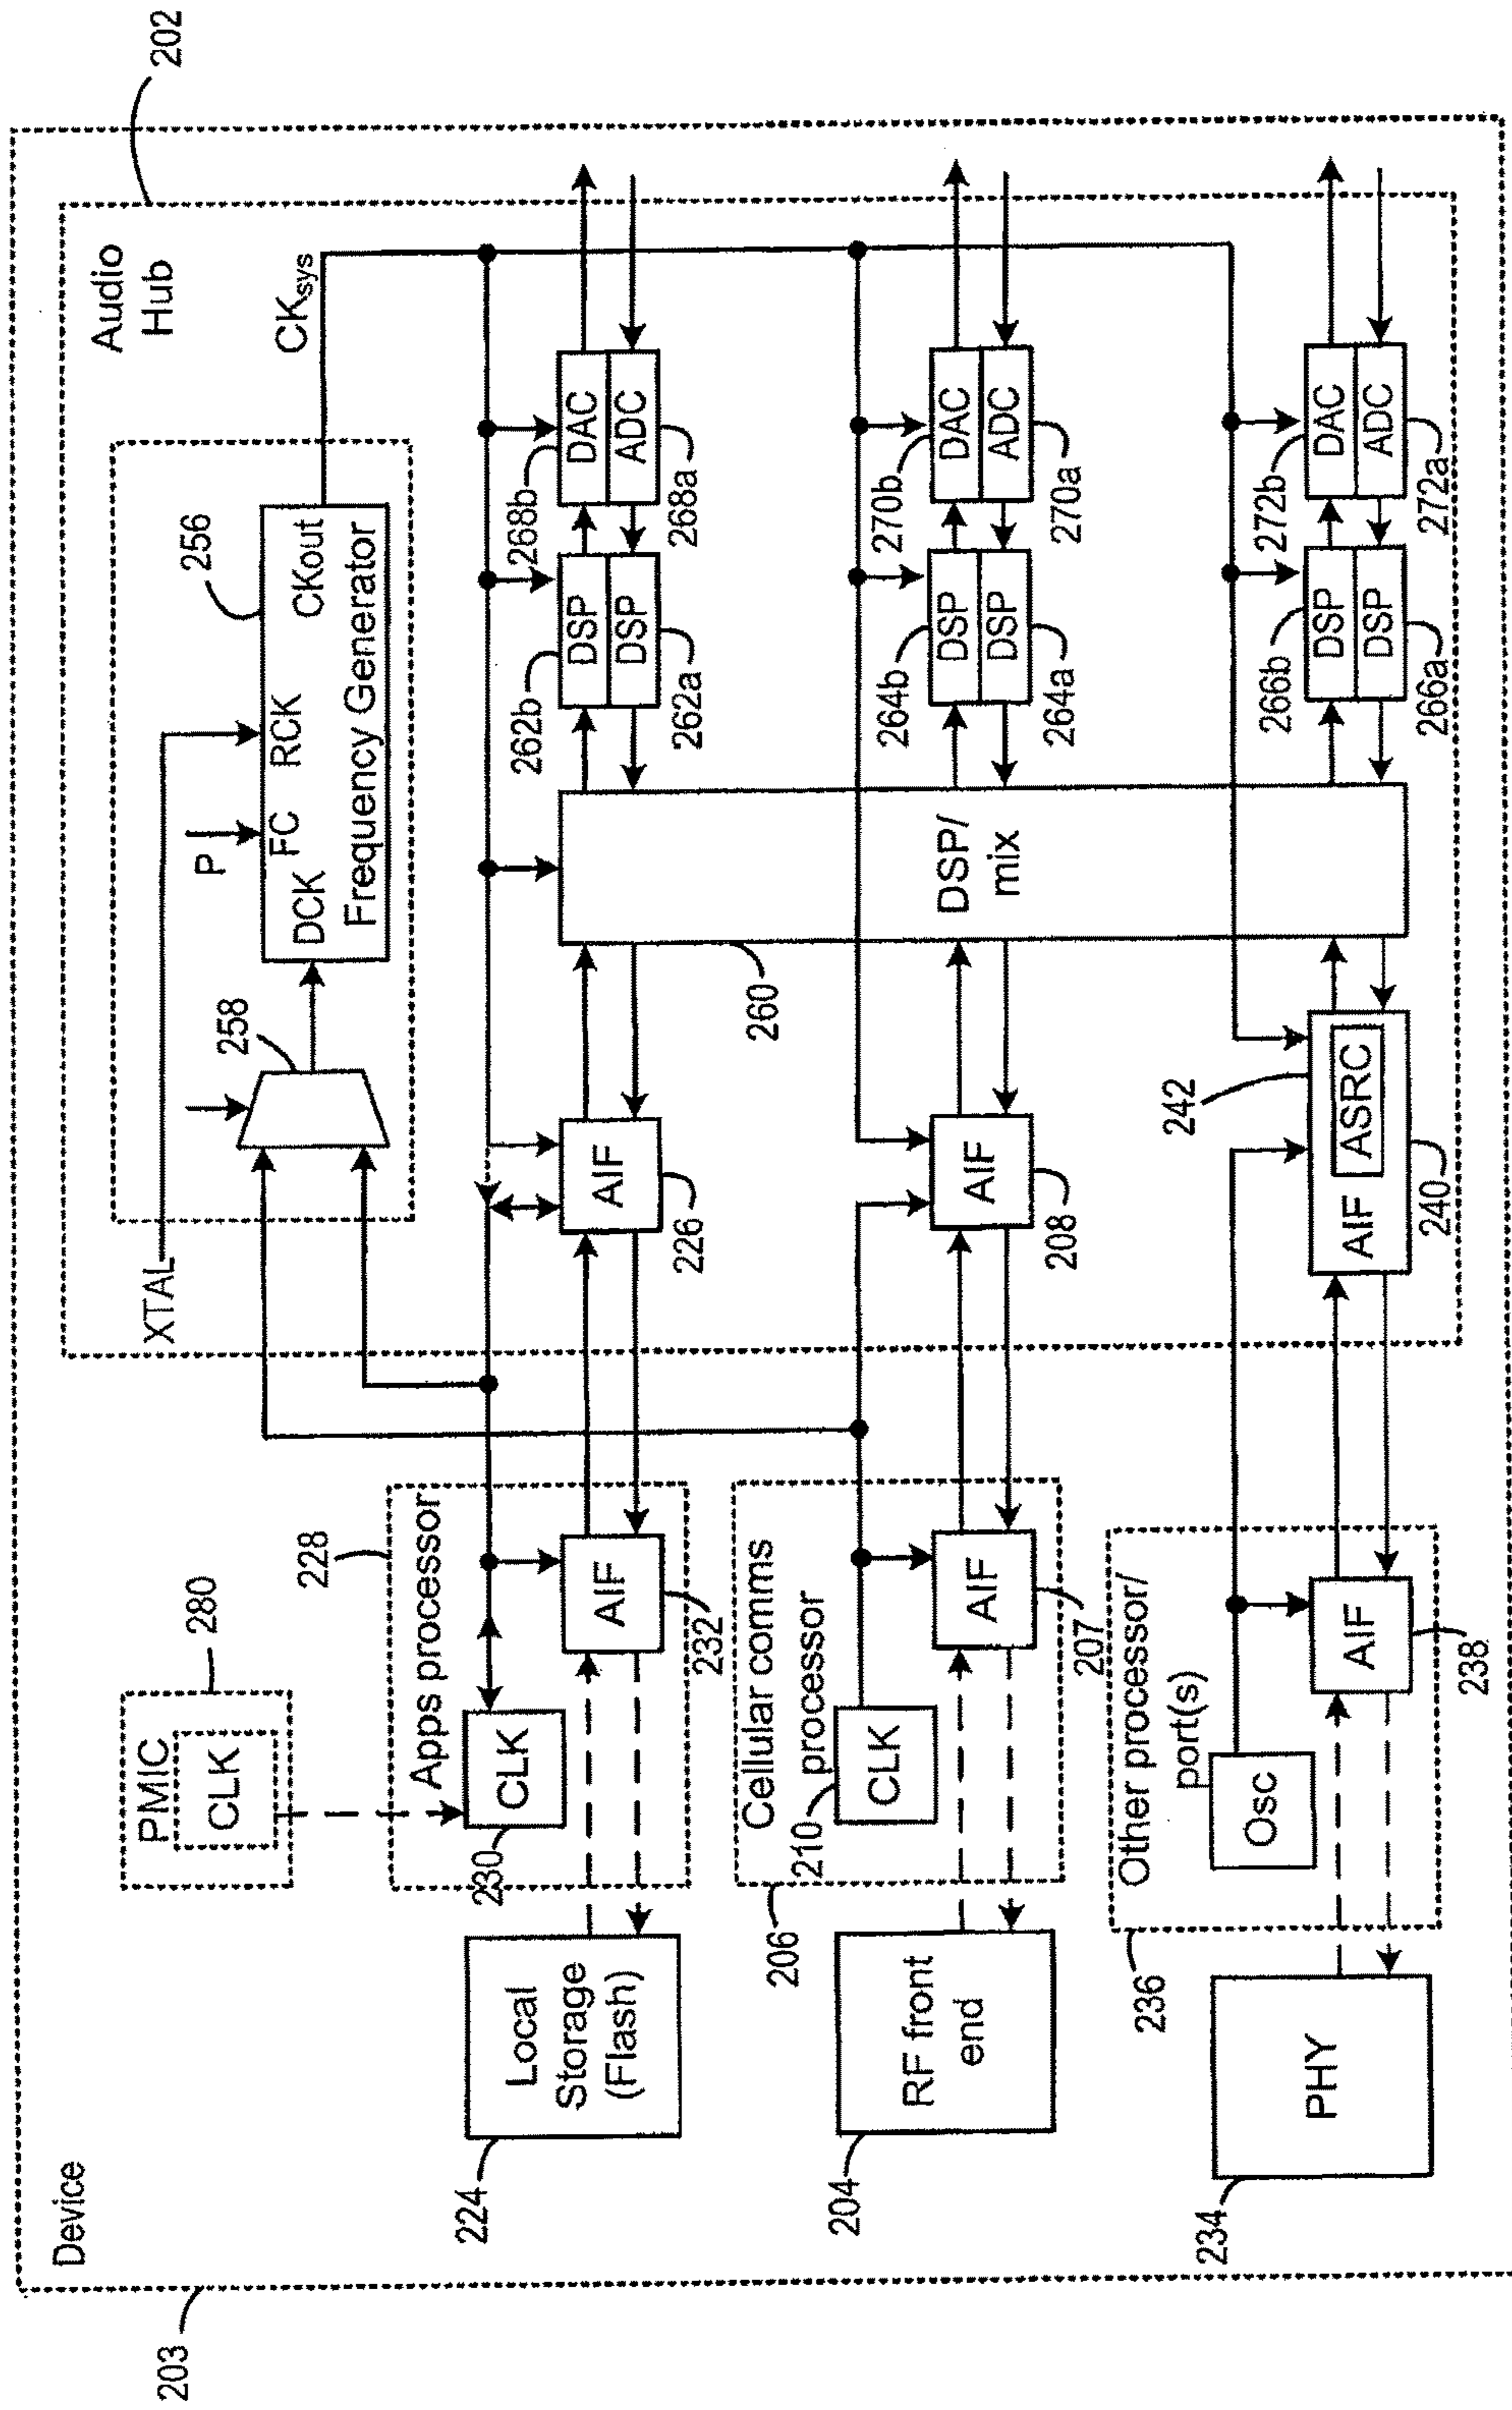 203
Device
202
Audio
Hub
XTAL
258
P
256
DCK
FC
RCK
CKout
Frequency Generator
CKsys
280
PMIC
CLK
228
Apps processor
CLK
230
AIF
232
224
Local
Storage
(Flash)
AIF
226
DSP/
mix
260
262b
DSP
DSP
262a
268b
DAC
ADC
268a
Cellular comms
processor
206
210
CLK
AIF
207
204
RF front
end
AIF
208
264b
DSP
DSP
264a
270b
DAC
ADC
270a
Other processor/
port(s)
236
Osc
AIF
238
234
PHY
242
AIF
ASRC
240
266b
DSP
DSP
266a
272b
DAC
ADC
272a